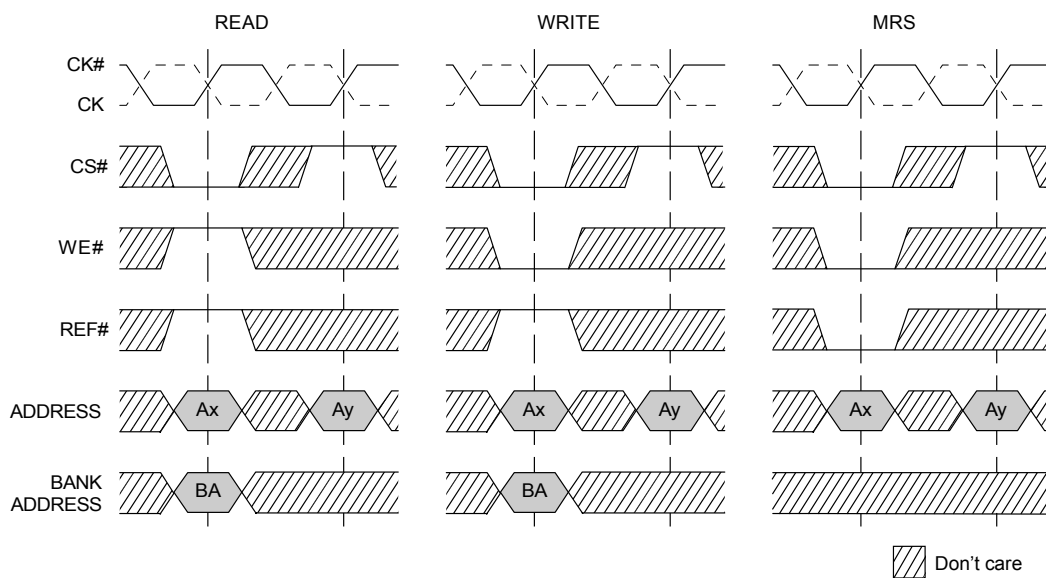 READ WRITE MRS
CK#
CK
CS#
WE#
REF#
ADDRESS Ax Ay Ax Ay Ax Ay
BANK
ADDRESS BA BA
Don't care